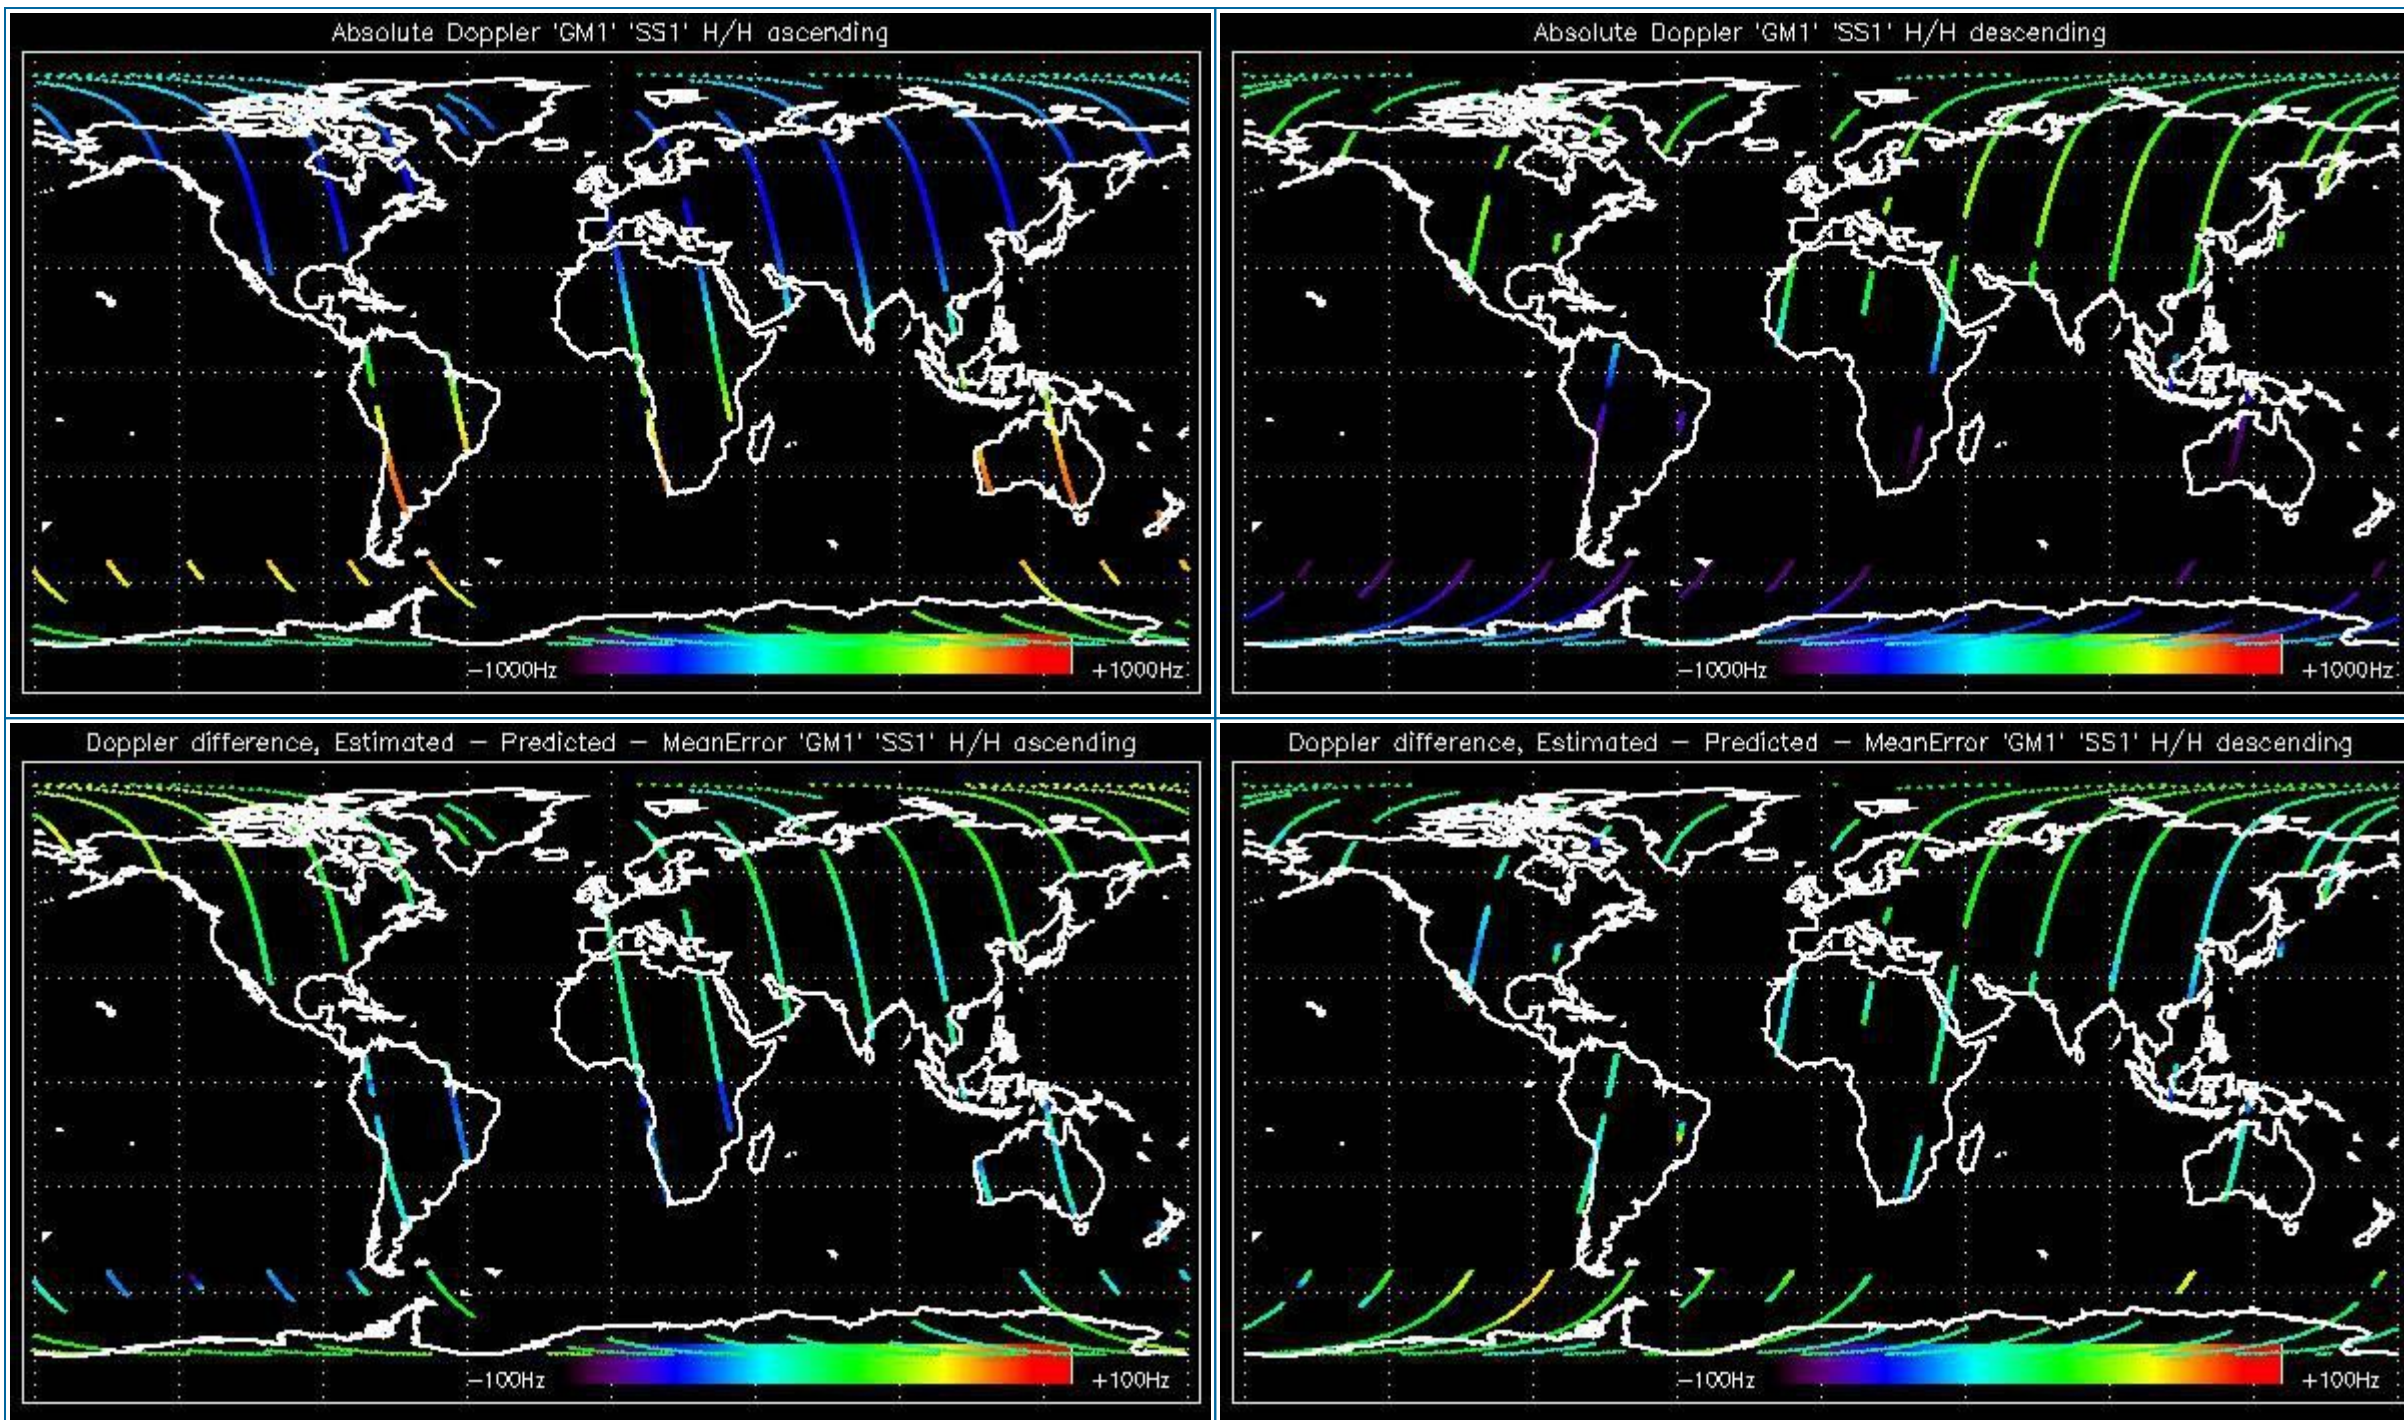 Absolute Doppler 'GM1' 'SS1' H/H ascending
−1000Hz
+1000Hz
Absolute Doppler 'GM1' 'SS1' H/H descending
−1000Hz
+1000Hz
Doppler difference, Estimated − Predicted − MeanError 'GM1' 'SS1' H/H ascending
−100Hz
+100Hz
Doppler difference, Estimated − Predicted − MeanError 'GM1' 'SS1' H/H descending
−100Hz
+100Hz